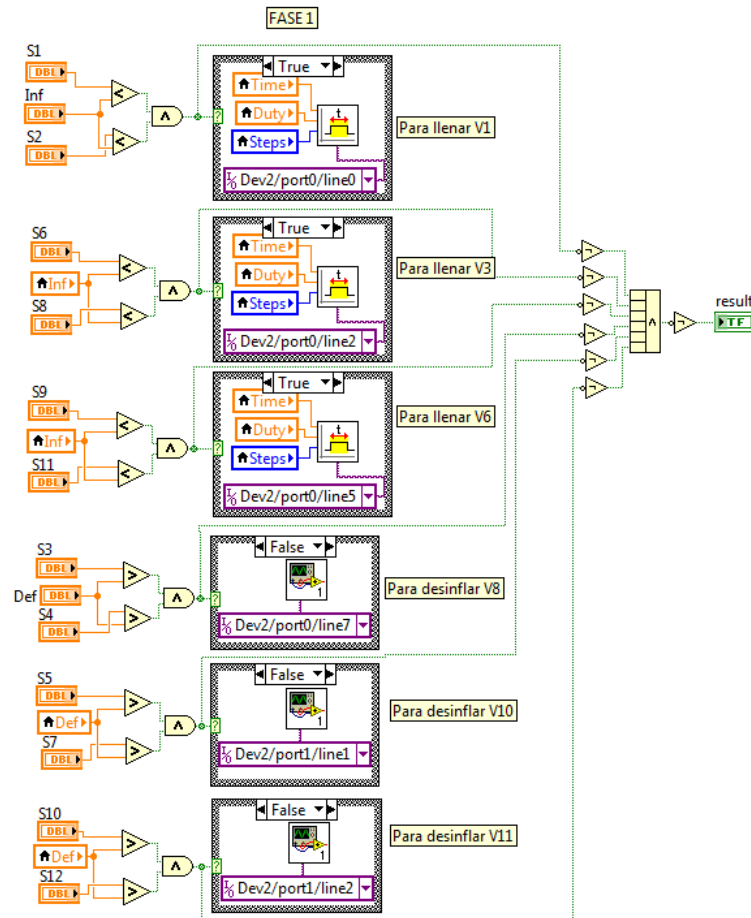 FASE 1
S1
DBL
Inf
DBL
S2
DBL
<
<
∧
True
?
Time
Duty
Steps
t
I/O Dev2/port0/line0
Para llenar V1
S6
DBL
Inf
S8
DBL
<
<
∧
True
?
Time
Duty
Steps
t
I/O Dev2/port0/line2
Para llenar V3
S9
DBL
Inf
S11
DBL
<
<
∧
True
?
Time
Duty
Steps
t
I/O Dev2/port0/line5
Para llenar V6
S3
DBL
Def
DBL
S4
DBL
>
>
∧
False
?
1
I/O Dev2/port0/line7
Para desinflar V8
S5
DBL
Def
S7
DBL
>
>
∧
False
?
1
I/O Dev2/port1/line1
Para desinflar V10
S10
DBL
Def
S12
DBL
>
>
∧
False
?
1
I/O Dev2/port1/line2
Para desinflar V11
¬
¬
¬
¬
¬
¬
∧
¬
result
TF